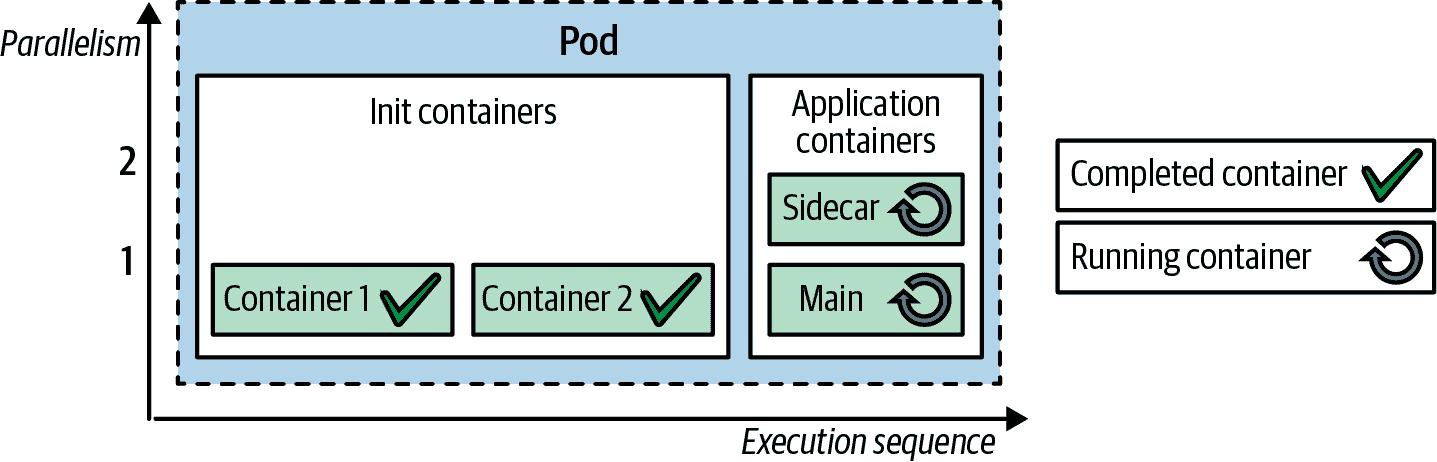 Parallelism
Pod
Init containers
Application
containers
2
Sidecar
1
Container 1
Container 2
Main
Completed container
Running container
Execution sequence